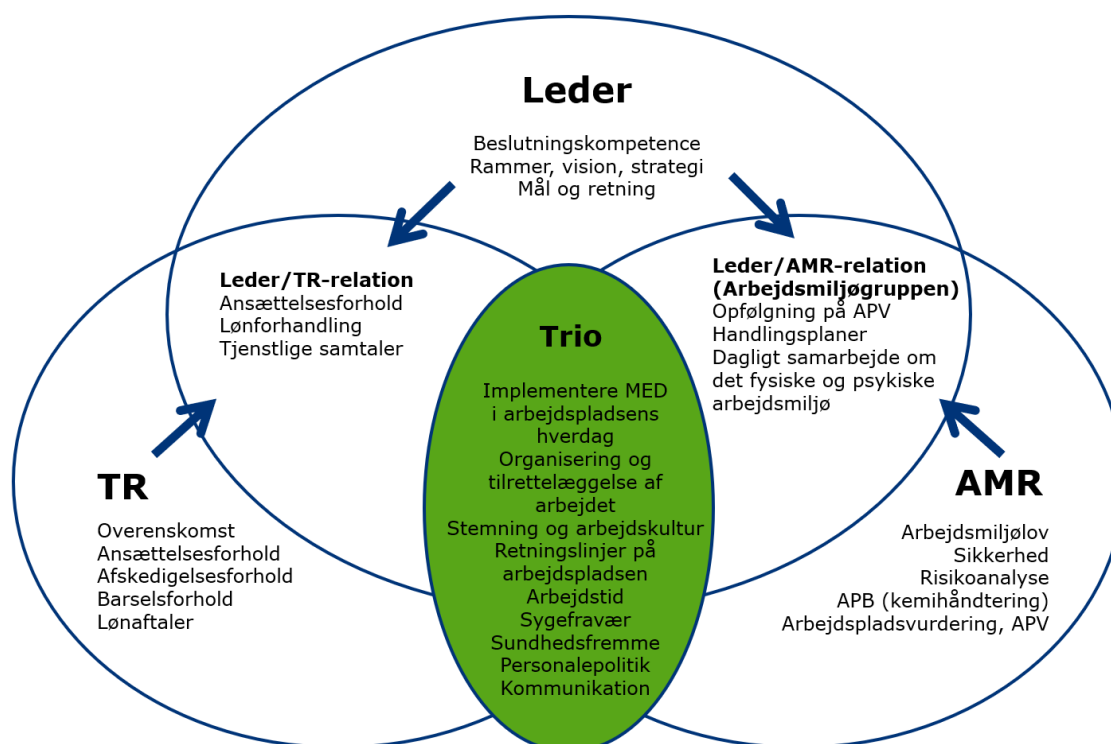 Leder
Beslutningskompetence
Rammer, vision, strategi
Mål og retning
Leder/TR-relation
Ansættelsesforhold
Lønforhandling
Tjenstlige samtaler
Leder/AMR-relation
(Arbejdsmiljøgruppen)
Opfølgning på APV
Handlingsplaner
Dagligt samarbejde om
det fysiske og psykiske
arbejdsmiljø
Trio
Implementere MED
i arbejdspladsens
hverdag
Organisering og
tilrettelæggelse af
arbejdet
Stemning og arbejdskultur
Retningslinjer på
arbejdspladsen
Arbejdstid
Sygefravær
Sundhedsfremme
Personalepolitik
Kommunikation
TR
Overenskomst
Ansættelsesforhold
Afskedigelsesforhold
Barselsforhold
Lønaftaler
AMR
Arbejdsmiljølov
Sikkerhed
Risikoanalyse
APB (kemihåndtering)
Arbejdspladsvurdering, APV